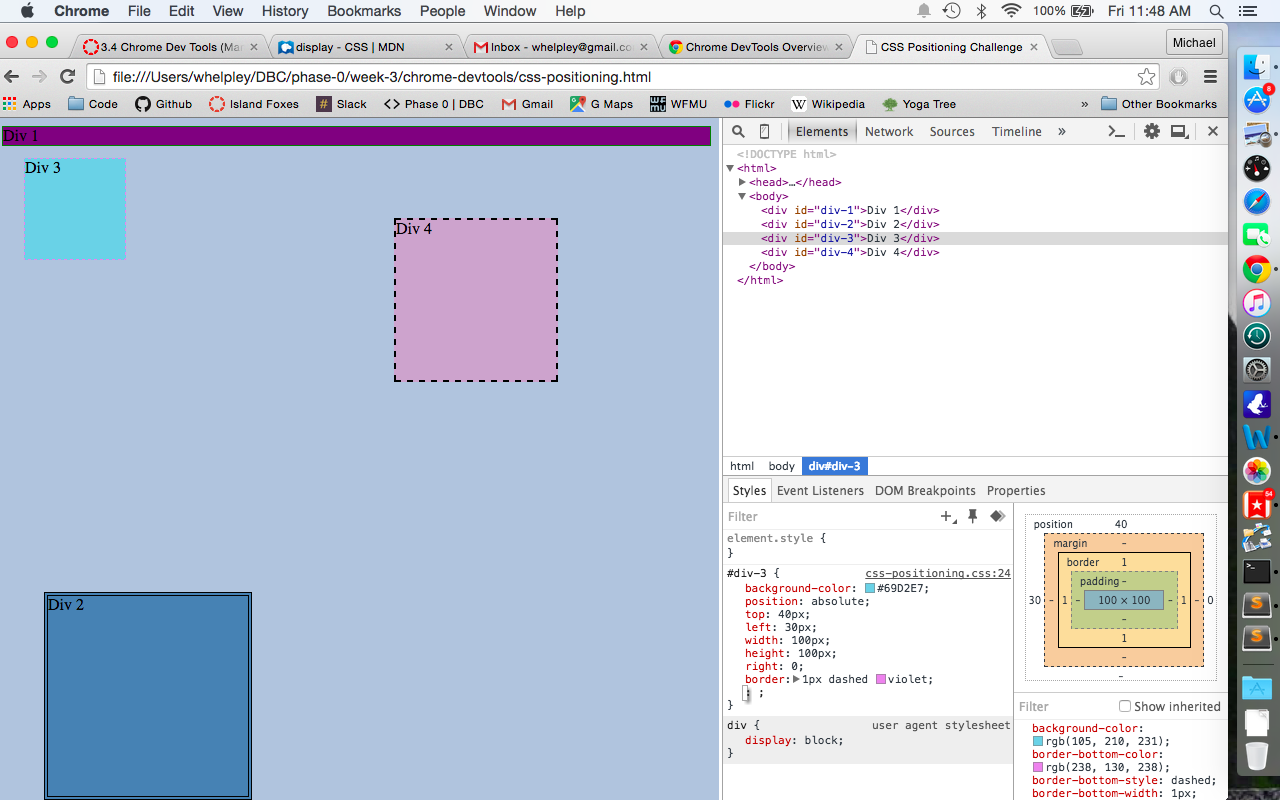 Chrome File Edit View History Bookmarks People Window Help 100% Fri 11:48 AM
3.4 Chrome Dev Tools (Ma display - CSS | MDN Inbox - whelpley@gmail.co Chrome DevTools Overview CSS Positioning Challenge Michael
file:///Users/whelpley/DBC/phase-0/week-3/chrome-devtools/css-positioning.html
Apps Code Github Island Foxes # Slack <> Phase 0 | DBC Gmail G Maps WFMU Flickr W Wikipedia Yoga Tree » Other Bookmarks
Div 1
Div 3
Div 4
Div 2
Elements Network Sources Timeline »
<!DOCTYPE html>
▼<html>
▶<head>…</head>
▼<body>
<div id="div-1">Div 1</div>
<div id="div-2">Div 2</div>
<div id="div-3">Div 3</div>
<div id="div-4">Div 4</div>
</body>
</html>
html body div#div-3
Styles Event Listeners DOM Breakpoints Properties
Filter
element.style {
}
#div-3 { css-positioning.css:24
background-color: #69D2E7;
position: absolute;
top: 40px;
left: 30px;
width: 100px;
height: 100px;
right: 0;
border:▶1px dashed violet;
: ;
}
div { user agent stylesheet
display: block;
}
position 40
margin -
border 1
padding -
30 - 1 - 100 × 100 - 1 - 0
-
1
-
-
Filter Show inherited
background-color:
rgb(105, 210, 231);
border-bottom-color:
rgb(238, 130, 238);
border-bottom-style: dashed;
border-bottom-width: 1px;
8
54